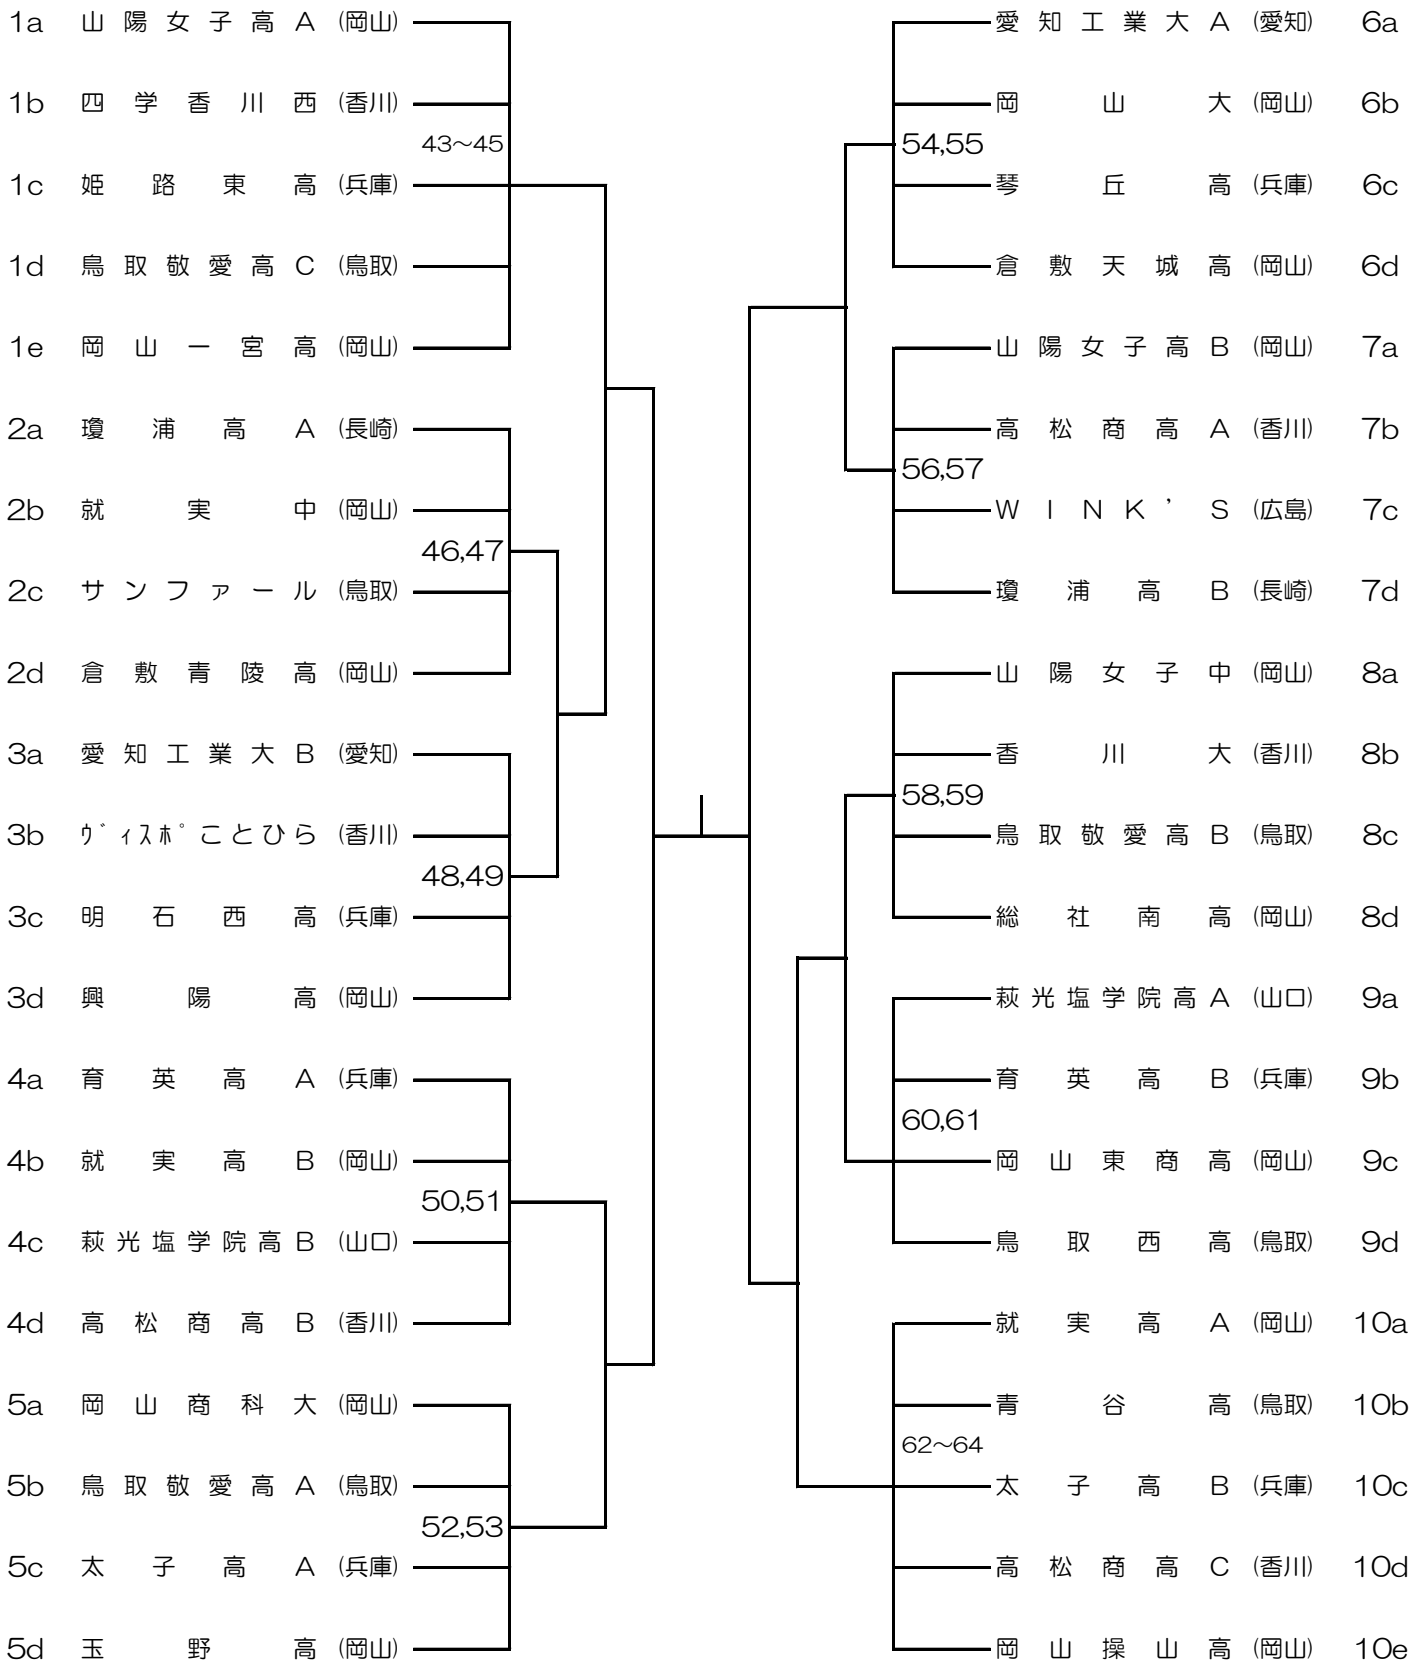 1a 山陽女子高A (岡山)
1b 四学香川西 (香川)
43～45
1c 姫路東高 (兵庫)
1d 鳥取敬愛高C (鳥取)
1e 岡山一宮高 (岡山)
2a 瓊浦高A (長崎)
2b 就実中 (岡山)
46,47
2c サンファール (鳥取)
2d 倉敷青陵高 (岡山)
3a 愛知工業大B (愛知)
3b ｳﾞｨｽﾎﾟことひら (香川)
48,49
3c 明石西高 (兵庫)
3d 興陽高 (岡山)
4a 育英高A (兵庫)
4b 就実高B (岡山)
50,51
4c 萩光塩学院高B (山口)
4d 高松商高B (香川)
5a 岡山商科大 (岡山)
5b 鳥取敬愛高A (鳥取)
52,53
5c 太子高A (兵庫)
5d 玉野高 (岡山)
愛知工業大A (愛知) 6a
岡山大 (岡山) 6b
54,55
琴丘高 (兵庫) 6c
倉敷天城高 (岡山) 6d
山陽女子高B (岡山) 7a
高松商高A (香川) 7b
56,57
WINK’S (広島) 7c
瓊浦高B (長崎) 7d
山陽女子中 (岡山) 8a
香川大 (香川) 8b
58,59
鳥取敬愛高B (鳥取) 8c
総社南高 (岡山) 8d
萩光塩学院高A (山口) 9a
育英高B (兵庫) 9b
60,61
岡山東商高 (岡山) 9c
鳥取西高 (鳥取) 9d
就実高A (岡山) 10a
青谷高 (鳥取) 10b
62～64
太子高B (兵庫) 10c
高松商高C (香川) 10d
岡山操山高 (岡山) 10e